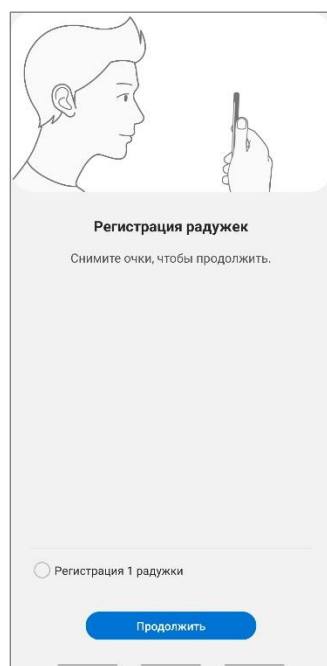 Регистрация радужек
Снимите очки, чтобы продолжить.
Регистрация 1 радужки
Продолжить